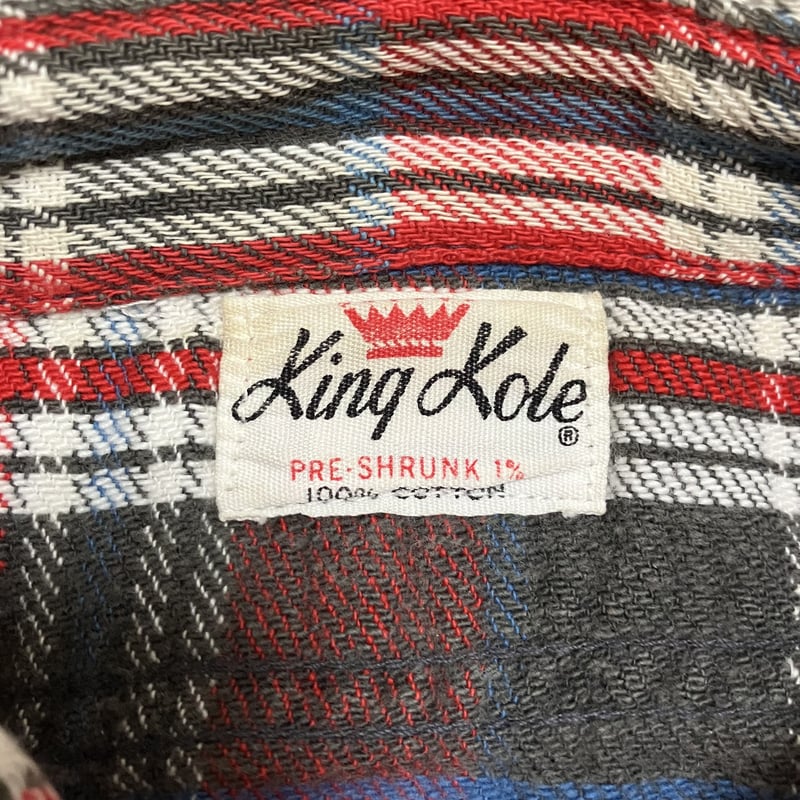 King Kole
®
PRE-SHRUNK 1%
100% COTTON